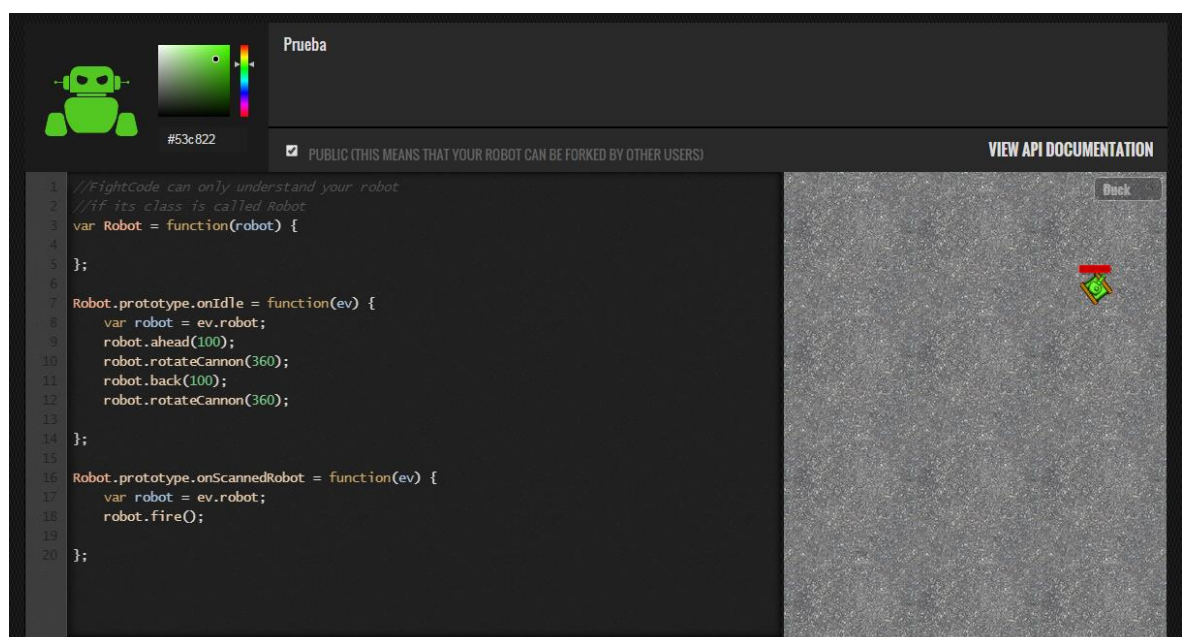 Prueba
#53c822
PUBLIC (THIS MEANS THAT YOUR ROBOT CAN BE FORKED BY OTHER USERS)
VIEW API DOCUMENTATION
1 //FightCode can only understand your robot
2 //if its class is called Robot
3 var Robot = function(robot) {
4
5 };
6
7 Robot.prototype.onIdle = function(ev) {
8 var robot = ev.robot;
9 robot.ahead(100);
10 robot.rotateCannon(360);
11 robot.back(100);
12 robot.rotateCannon(360);
13
14 };
15
16 Robot.prototype.onScannedRobot = function(ev) {
17 var robot = ev.robot;
18 robot.fire();
19
20 };
Duck